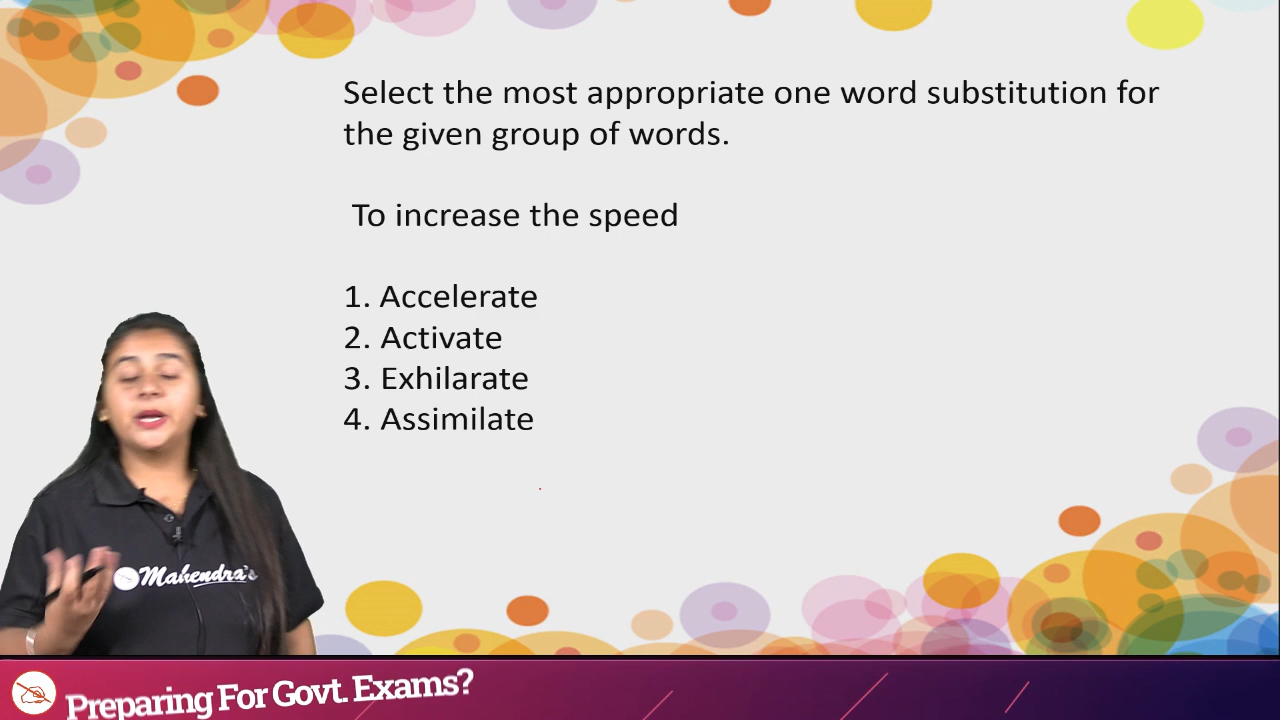 Select the most appropriate one word substitution for
the given group of words.
To increase the speed
1. Accelerate
2. Activate
3. Exhilarate
4. Assimilate
Mahendra's
Preparing For Govt. Exams?